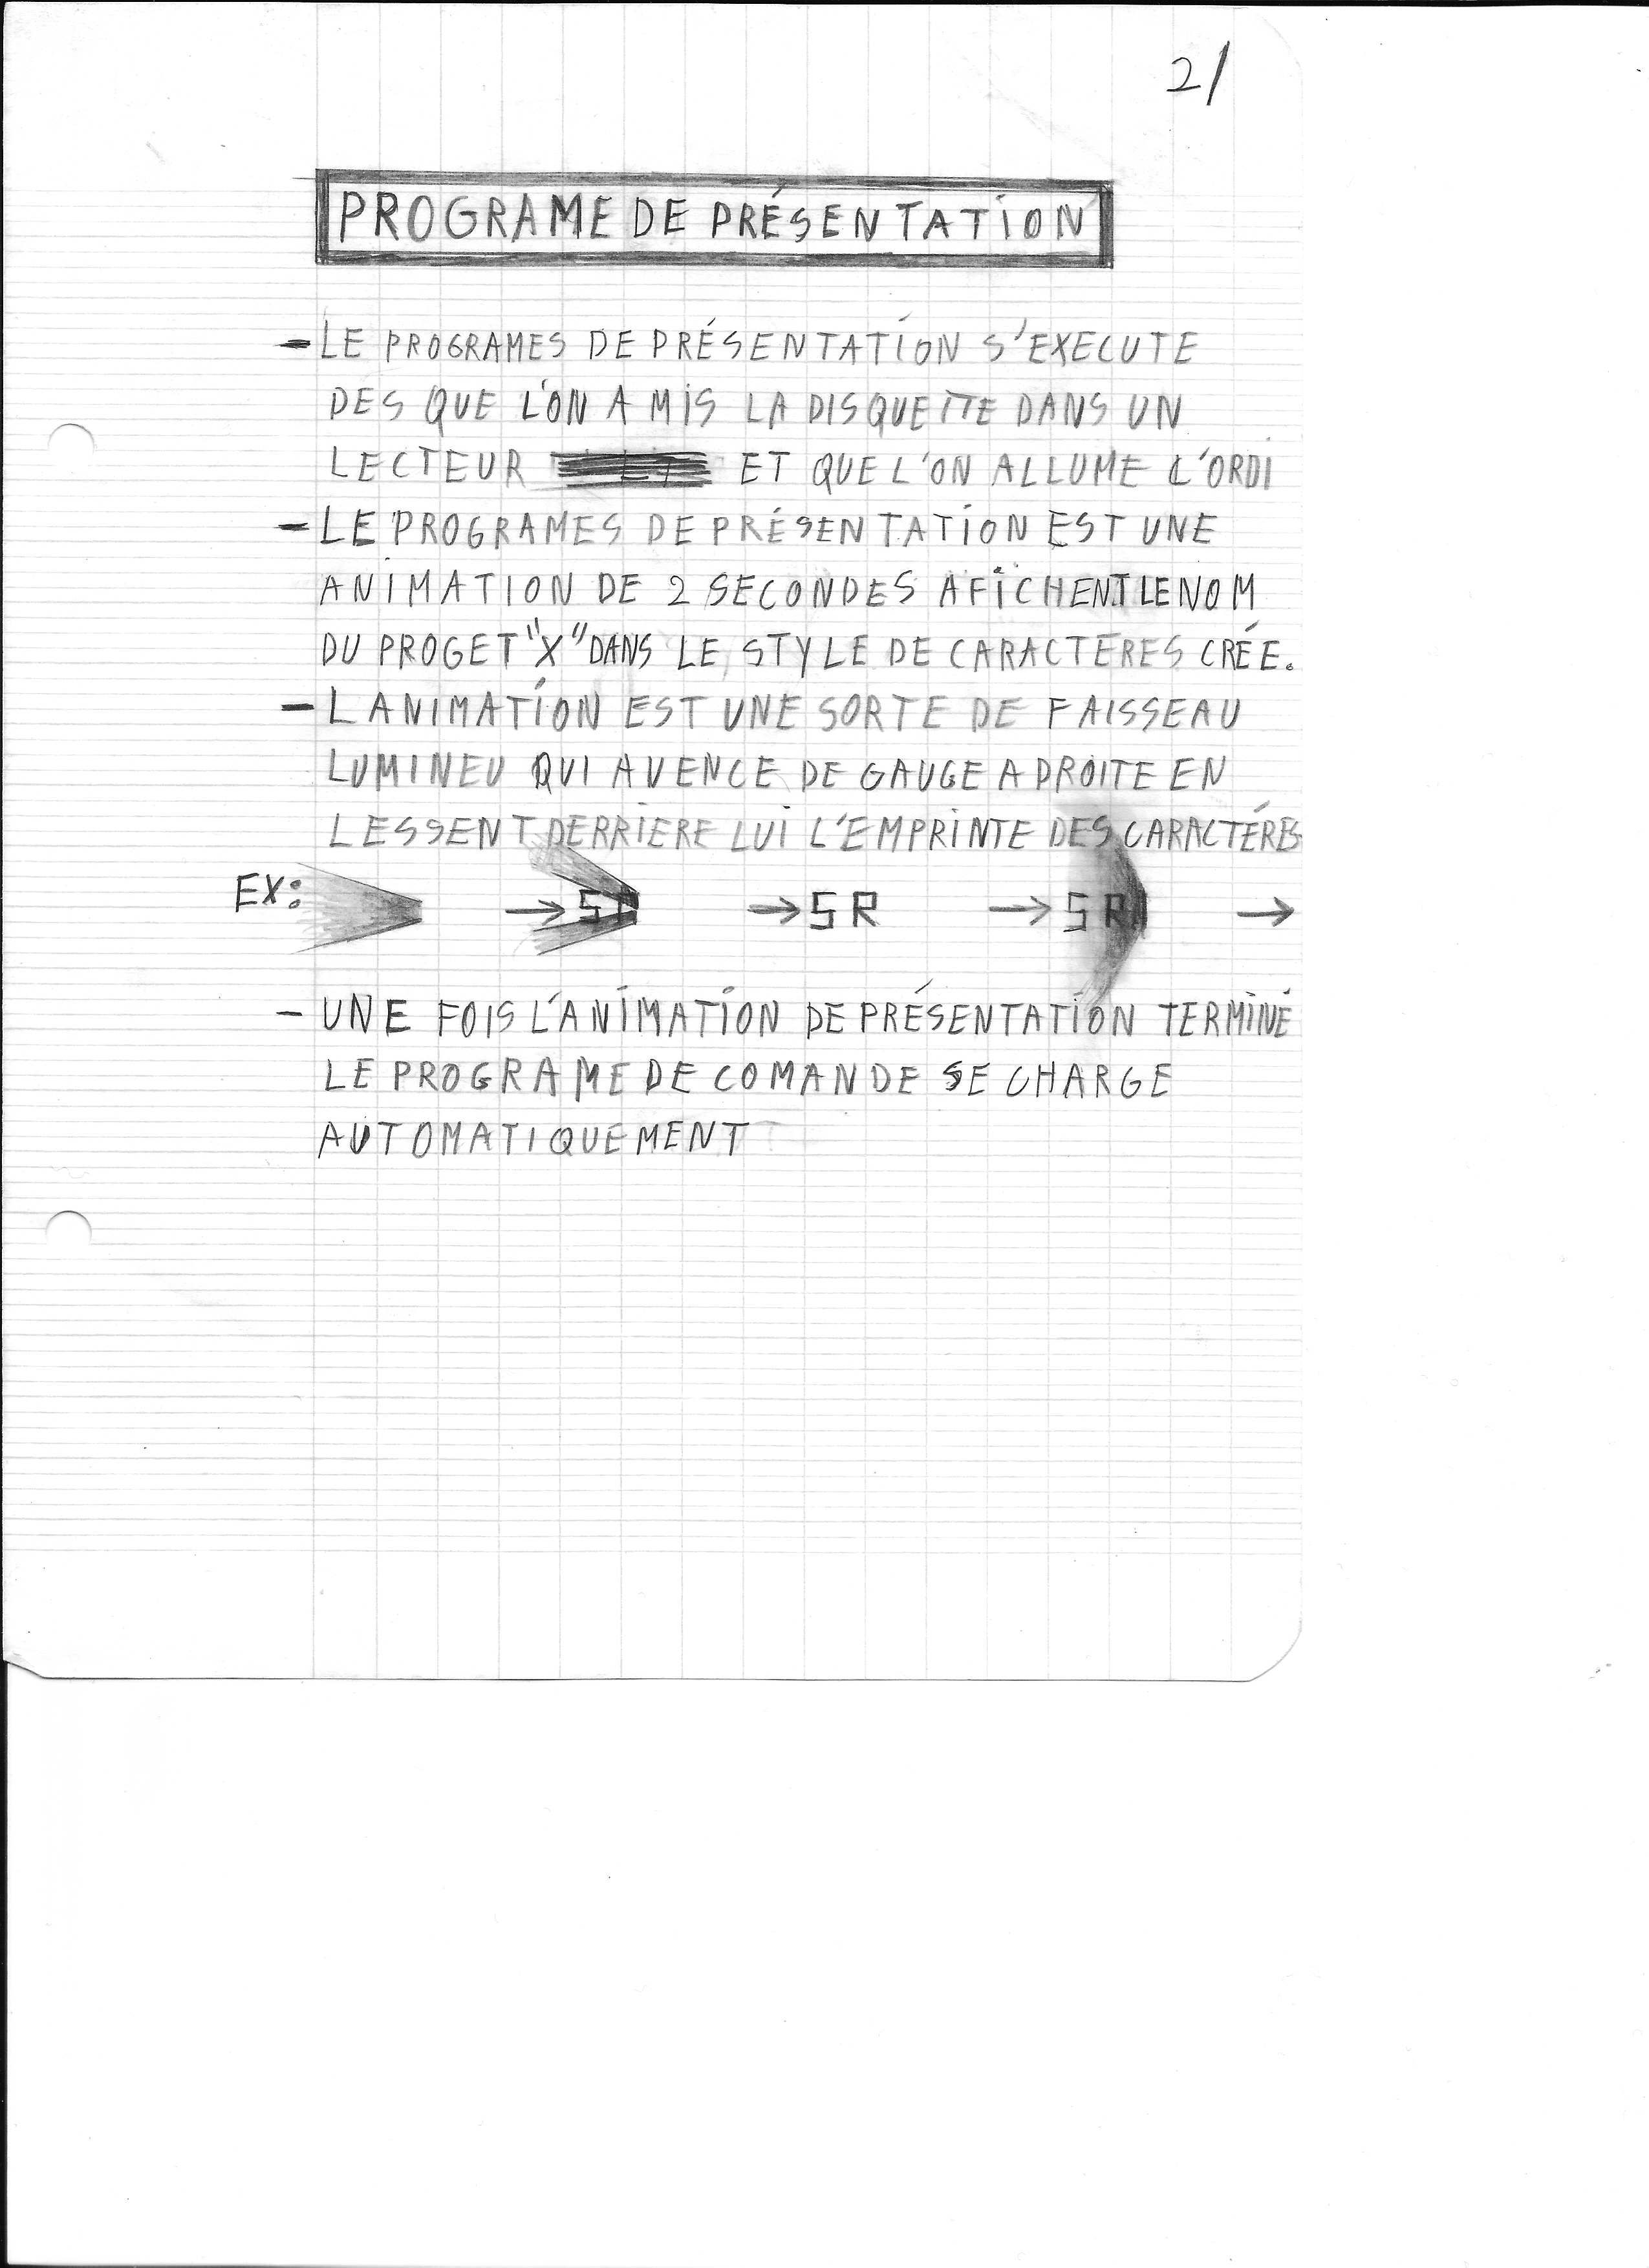 2/
PROGRAME DE PRÉSENTATION
- LE PROGRAMES DE PRÉSENTATION S'EXECUTE
DES QUE L'ON A MIS LA DISQUETTE DANS UN
LECTEUR ET QUE L'ON ALLUME L'ORDI
- LE PROGRAMES DE PRÉSENTATION EST UNE
ANIMATION DE 2 SECONDES AFICHENT LE NOM
DU PROGET "X" DANS LE STYLE DE CARACTERES CRÉE.
- LANIMATION EST UNE SORTE DE FAISSEAU
LUMINEU QUI AVENCE DE GAUGE A DROITE EN
LESSENT DERRIERE LUI L'EMPRINTE DES CARACTÉRES
EX: → S → SR → SR →
- UNE FOIS L'ANIMATION DE PRÉSENTATION TERMINÉ
LE PROGRAME DE COMANDE SE CHARGE
AUTOMATIQUEMENT